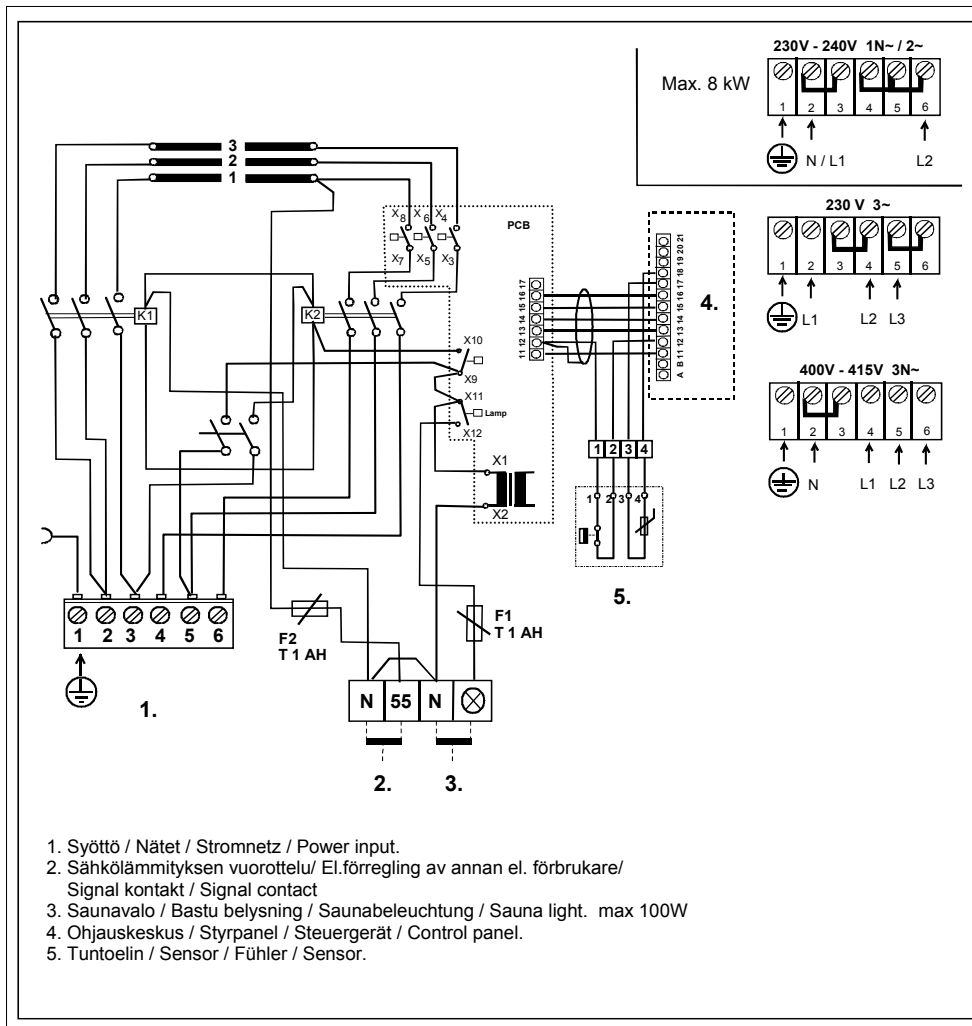 230V - 240V 1N~ / 2~
Max. 8 kW
1 2 3 4 5 6
N / L1 L2
230 V 3~
1 2 3 4 5 6
L1 L2 L3
400V - 415V 3N~
1 2 3 4 5 6
N L1 L2 L3
3
2
1
X8 X6 X4
X7 X5 X3
PCB
K1
K2
X10
X9
X11
Lamp
X12
X1
X2
11 12 13 14 15 16 17
A B 11 12 13 14 15 16 17 18 19 20 21
4.
1 2 3 4
1 2 3 4
5.
1 2 3 4 5 6
1.
F2
T 1 AH
F1
T 1 AH
N 55 N
2. 3.
1. Syöttö / Nätet / Stromnetz / Power input.
2. Sähkölämmityksen vuorottelu/ El.förregling av annan el. förbrukare/
Signal kontakt / Signal contact
3. Saunavalo / Bastu belysning / Saunabeleuchtung / Sauna light. max 100W
4. Ohjauskeskus / Styrpanel / Steuergerät / Control panel.
5. Tuntoelin / Sensor / Fühler / Sensor.